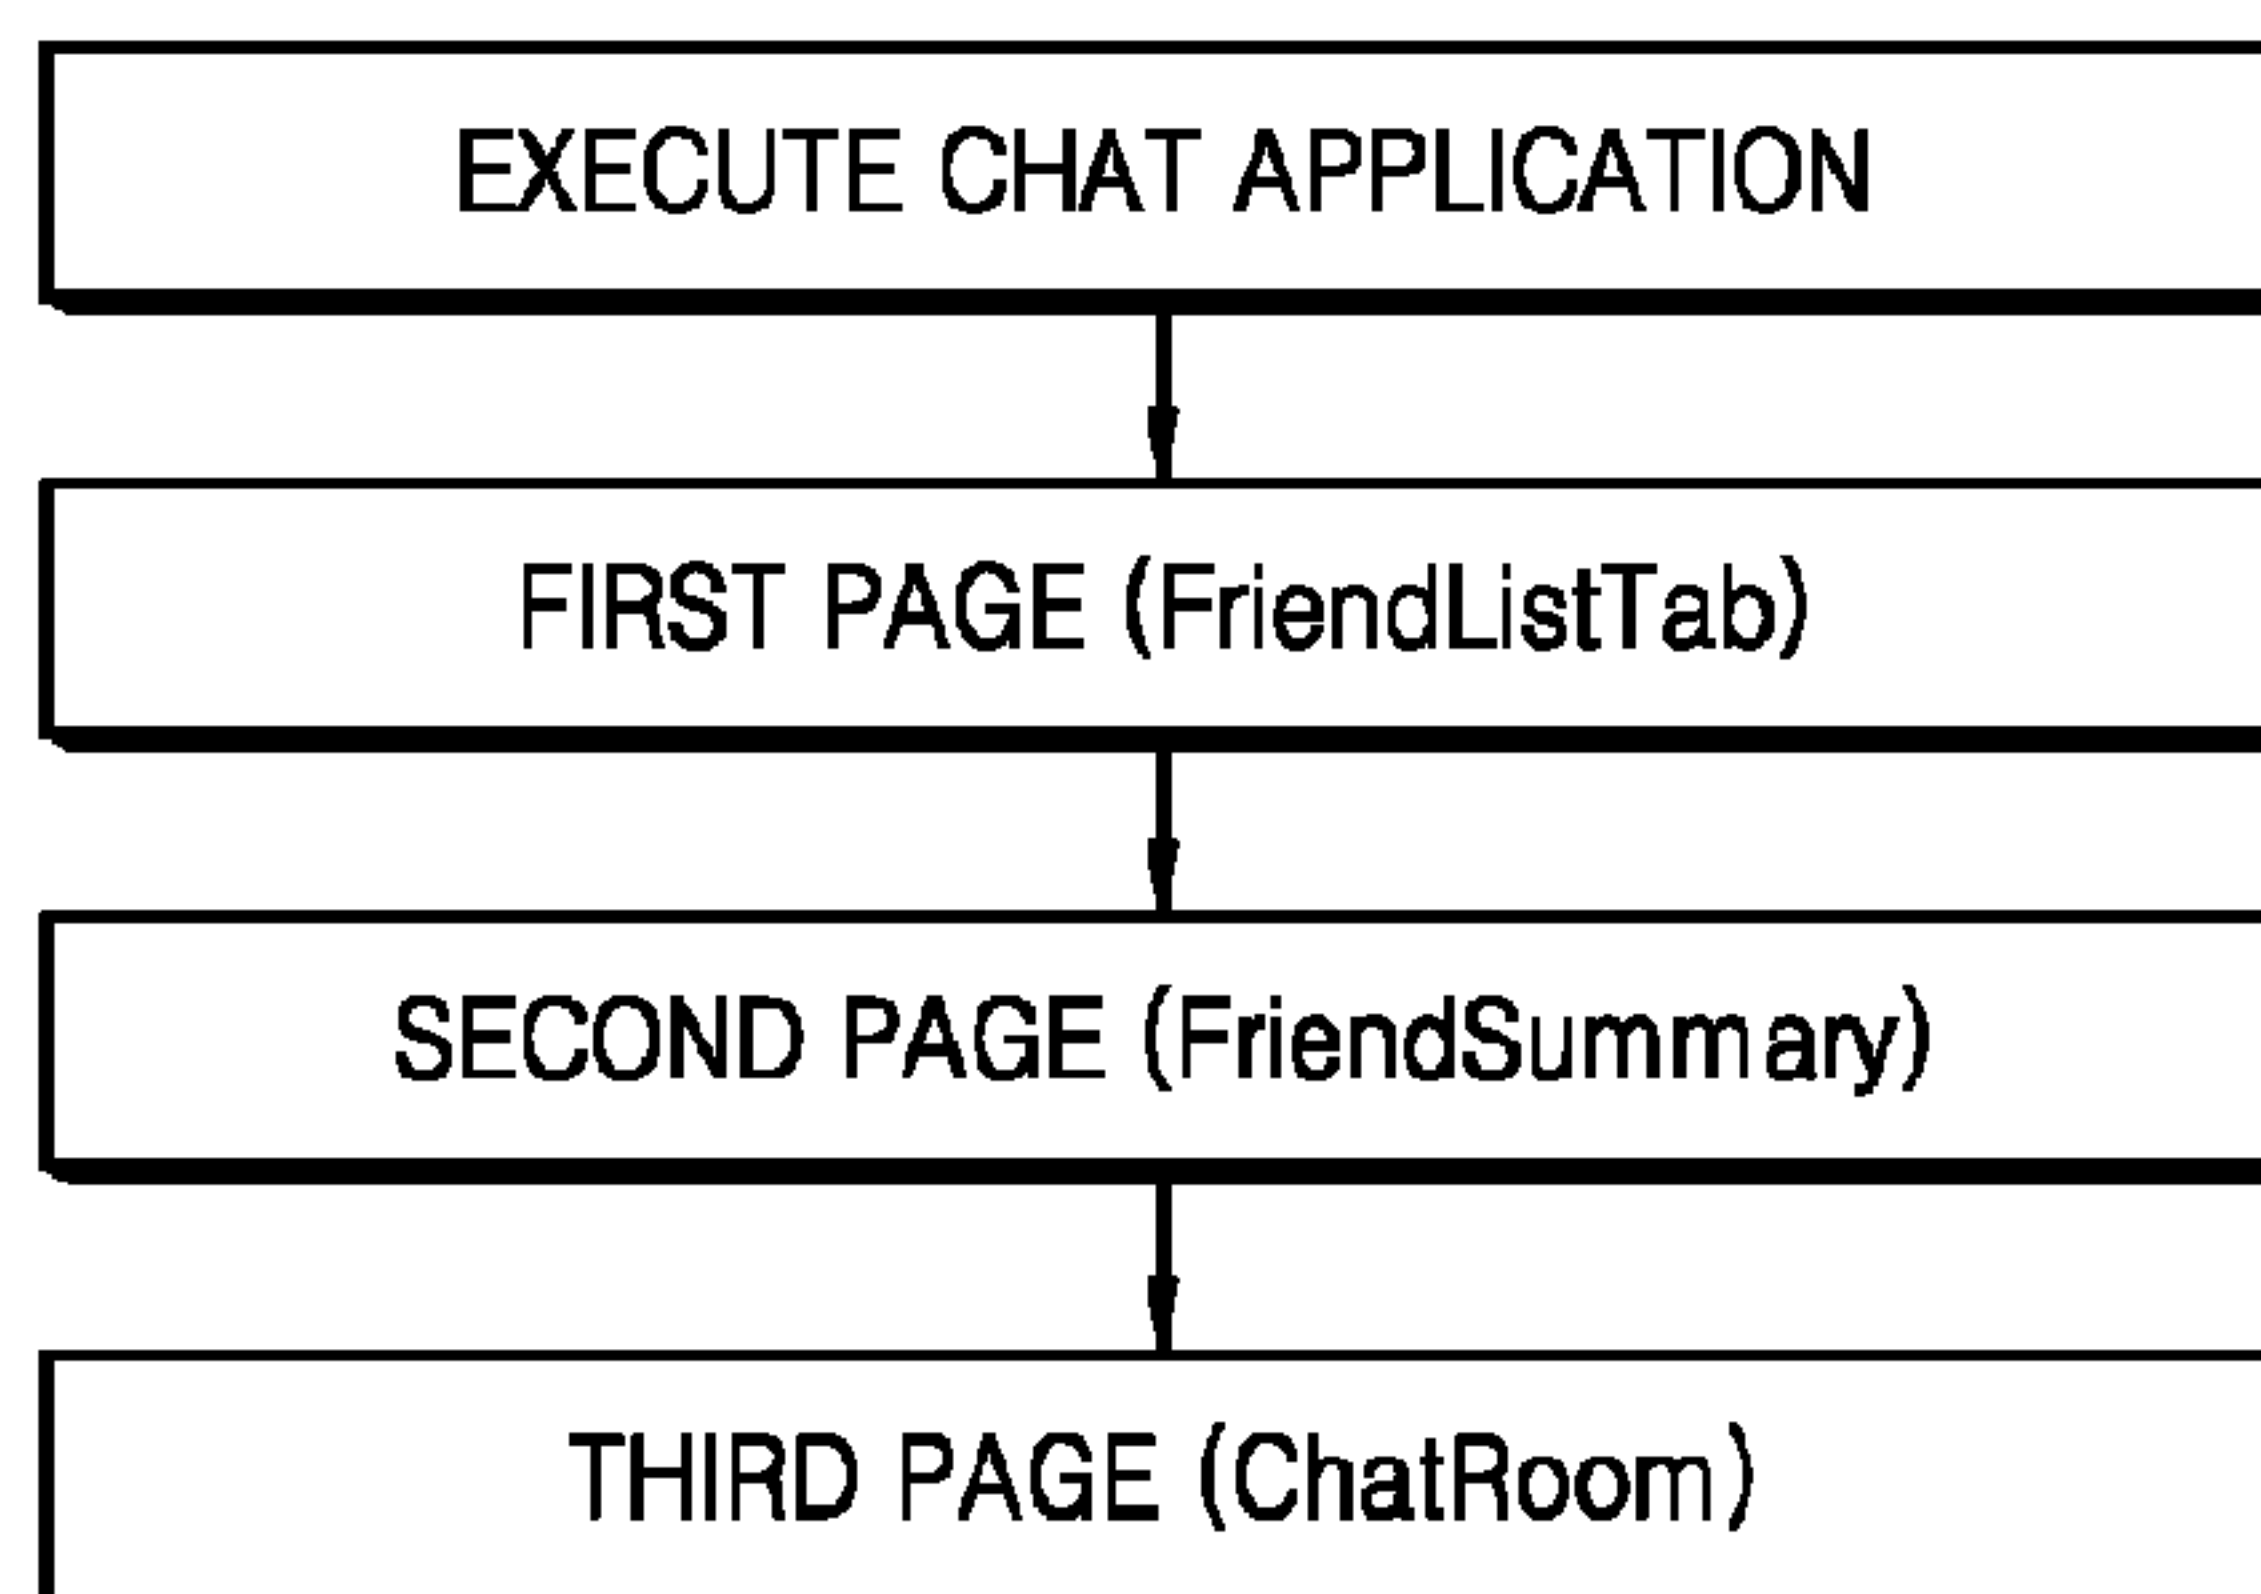 EXECUTE CHAT APPLICATION
FIRST PAGE (FriendListTab)
SECOND PAGE (FriendSummary)
THIRD PAGE (ChatRoom)